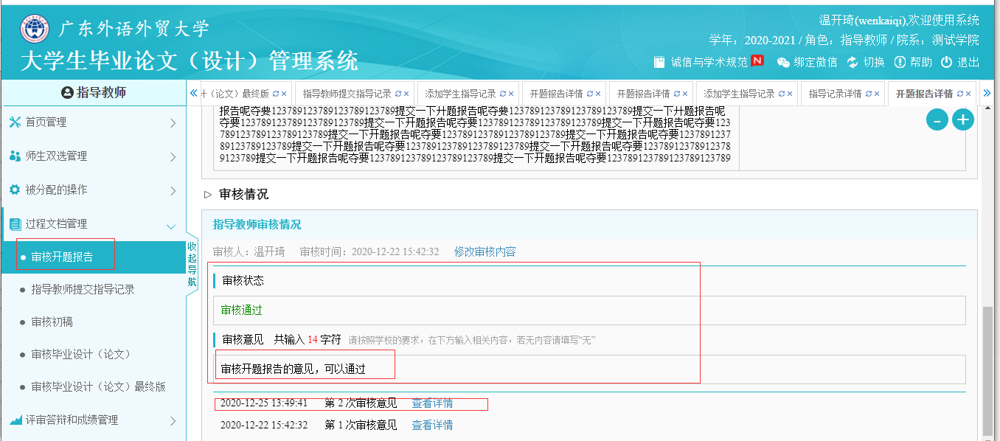 广东外语外贸大学
大学生毕业论文（设计）管理系统
温开琦(wenkaiqi),欢迎使用系统
学年：2020-2021 / 角色：指导教师 / 院系：测试学院
诚信与学术规范 N 绑定微信 切换 帮助 退出
指导教师
（论文）最终版 指导教师提交指导记录 添加学生指导记录 开题报告详情 开题报告详情 添加学生指导记录 指导记录详情 开题报告详情
首页管理
师生双选管理
被分配的操作
过程文档管理
审核开题报告
指导教师提交指导记录
审核初稿
审核毕业设计（论文）
审核毕业设计（论文）最终版
评审答辩和成绩管理
收起导航
报告呢夺要123789123789123789123789提交一下开题报告呢夺要123789123789123789123789提交一下开题报告呢
夺要123789123789123789123789提交一下开题报告呢夺要123789123789123789123789提交一下开题报告呢夺要123
789123789123789123789提交一下开题报告呢夺要123789123789123789123789提交一下开题报告呢夺要1237891237
89123789123789提交一下开题报告呢夺要123789123789123789123789提交一下开题报告呢夺要12378912378912378
9123789提交一下开题报告呢夺要123789123789123789123789提交一下开题报告呢夺要123789123789123789123789
- +
审核情况
指导教师审核情况
审核人：温开琦 审核时间：2020-12-22 15:42:32 修改审核内容
审核状态
审核通过
审核意见 共输入 14 字符 请按照学校的要求，在下方输入相关内容，若无内容请填写“无”
审核开题报告的意见，可以通过
2020-12-25 13:49:41 第 2 次审核意见 查看详情
2020-12-22 15:42:32 第 1 次审核意见 查看详情